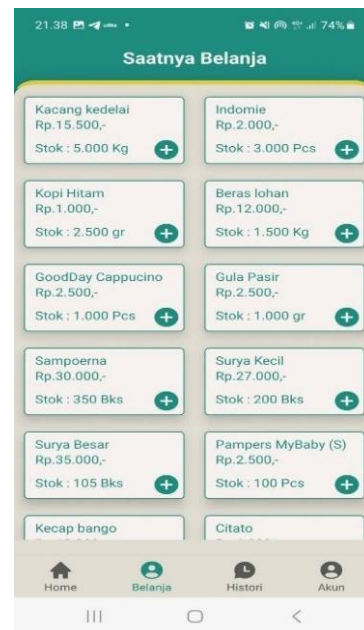 21.38
74%
Saatnya Belanja
Kacang kedelai
Rp.15.500,-
Stok : 5.000 Kg
Indomie
Rp.2.000,-
Stok : 3.000 Pcs
Kopi Hitam
Rp.1.000,-
Stok : 2.500 gr
Beras lohan
Rp.12.000,-
Stok : 1.500 Kg
GoodDay Cappucino
Rp.2.500,-
Stok : 1.000 Pcs
Gula Pasir
Rp.2.500,-
Stok : 1.000 gr
Sampoerna
Rp.30.000,-
Stok : 350 Bks
Surya Kecil
Rp.27.000,-
Stok : 200 Bks
Surya Besar
Rp.35.000,-
Stok : 105 Bks
Pampers MyBaby (S)
Rp.2.500,-
Stok : 100 Pcs
Kecap bango
Citato
Home
Belanja
Histori
Akun